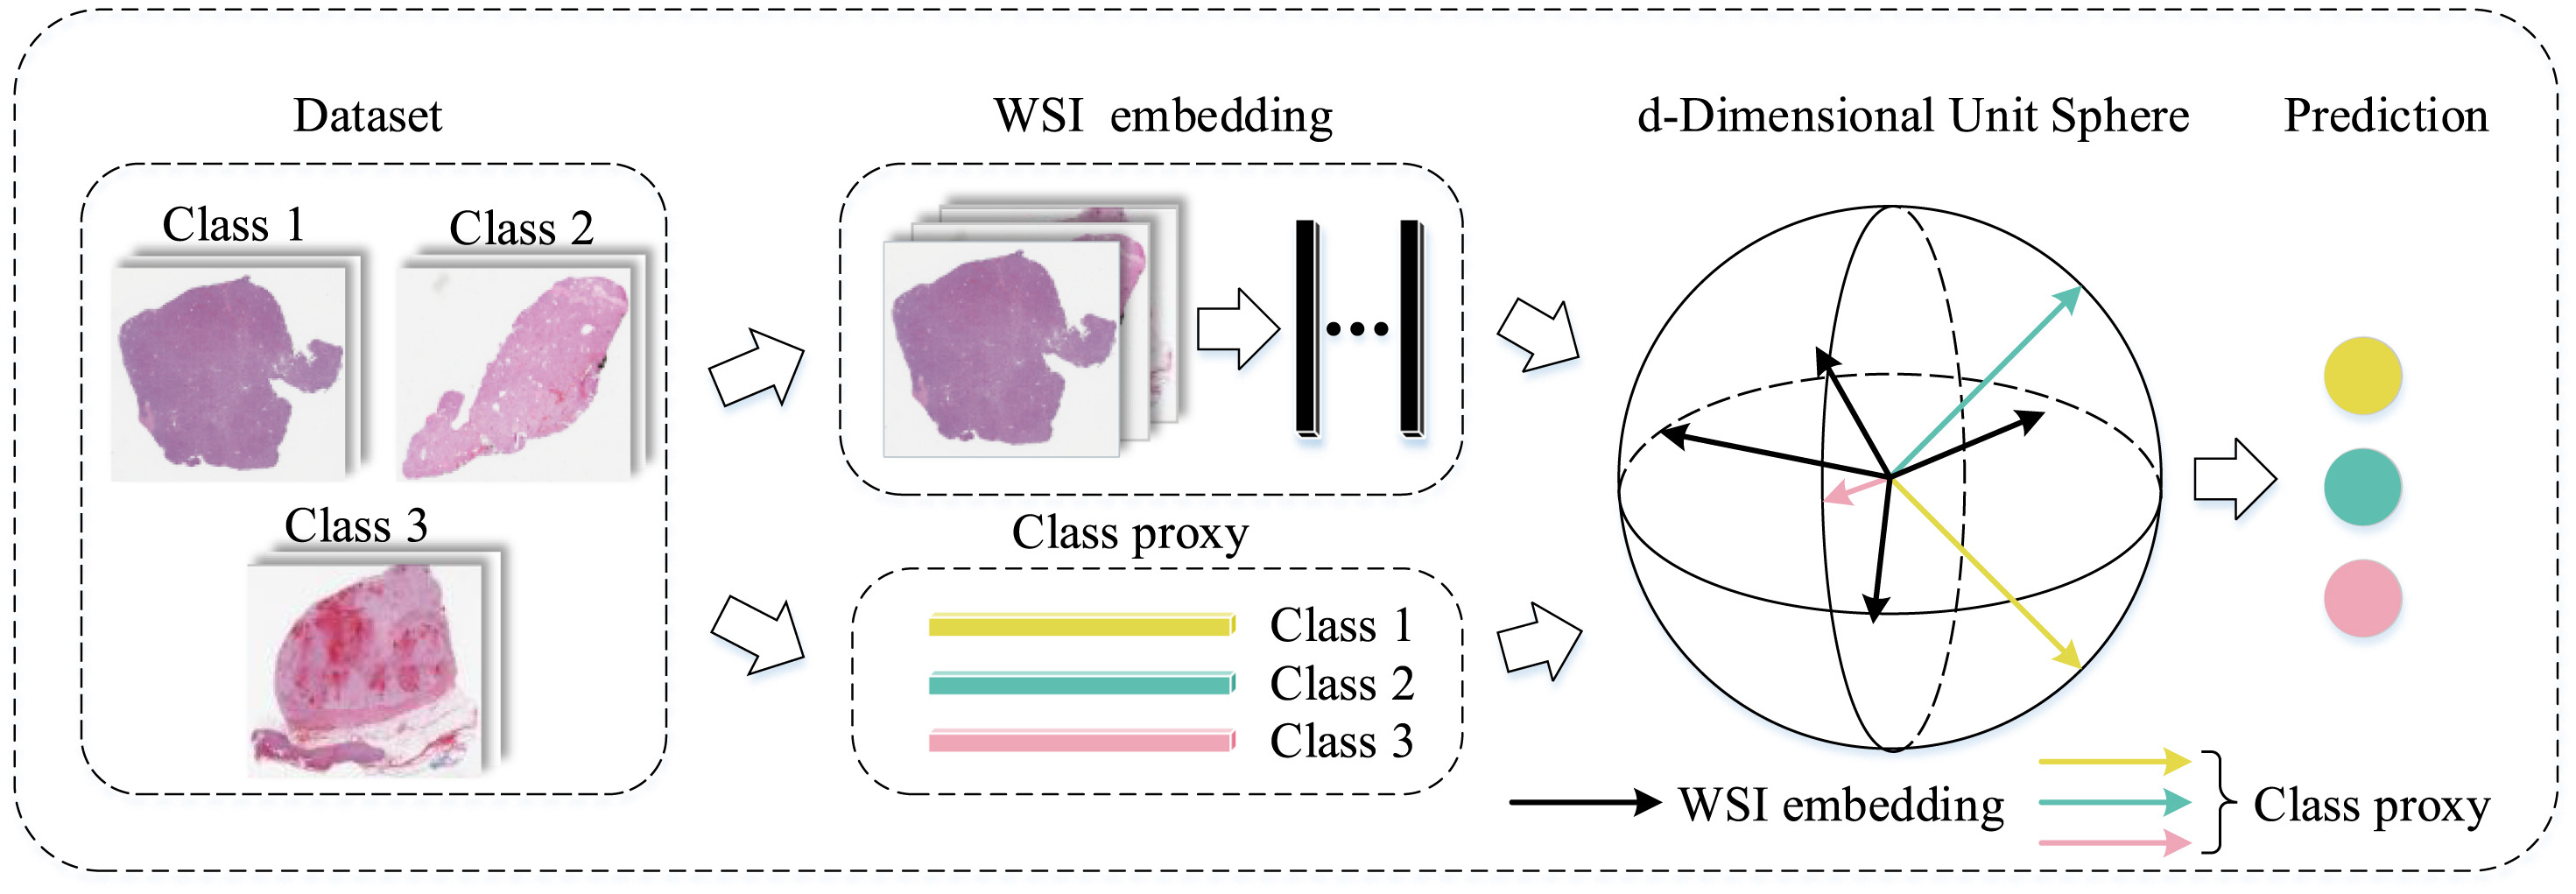 Dataset
WSI embedding
d-Dimensional Unit Sphere
Prediction
Class 1
Class 2
Class 3
Class proxy
Class 1
Class 2
Class 3
WSI embedding
Class proxy